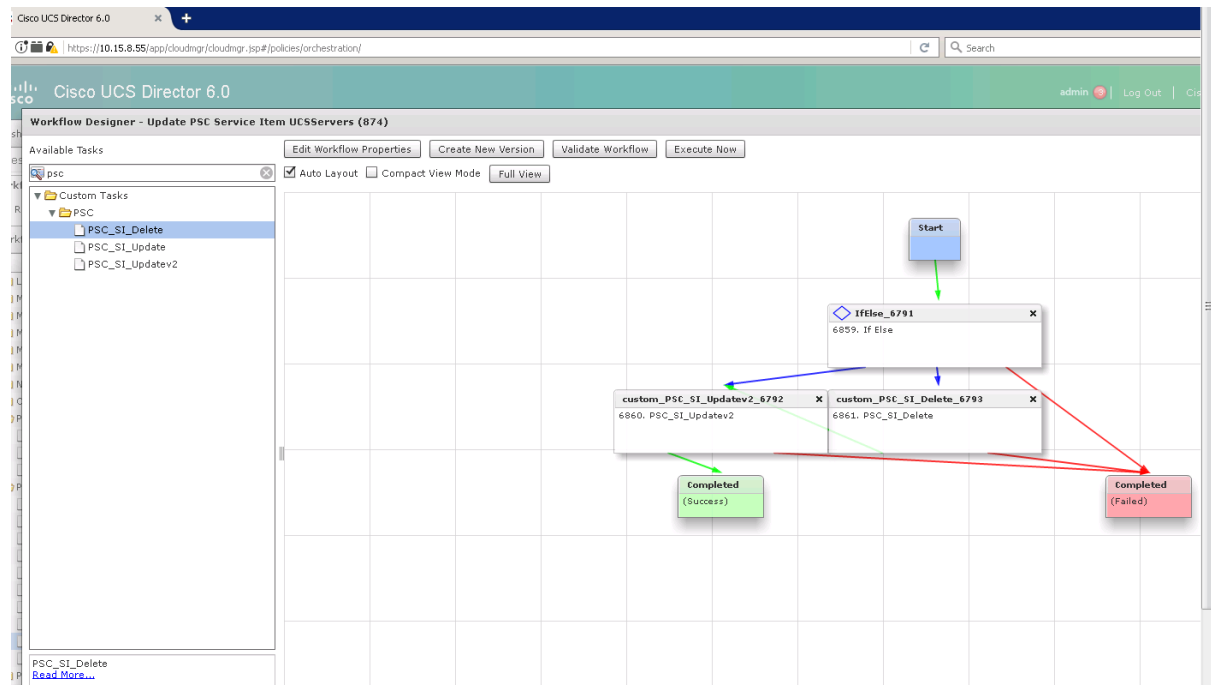 Cisco UCS Director 6.0 × +
https://10.15.8.55/app/cloudmgr/cloudmgr.jsp#/policies/orchestration/ Search
Cisco UCS Director 6.0 admin Log Out
Workflow Designer - Update PSC Service Item UCSServers (874)
Available Tasks
psc
Custom Tasks
PSC
PSC_SI_Delete
PSC_SI_Update
PSC_SI_Updatev2
PSC_SI_Delete
Read More...
Edit Workflow Properties Create New Version Validate Workflow Execute Now
Auto Layout Compact View Mode Full View
Start
IfElse_6791 ×
6859. If Else
custom_PSC_SI_Updatev2_6792 × custom_PSC_SI_Delete_6793 ×
6860. PSC_SI_Updatev2 6861. PSC_SI_Delete
Completed Completed
(Success) (Failed)